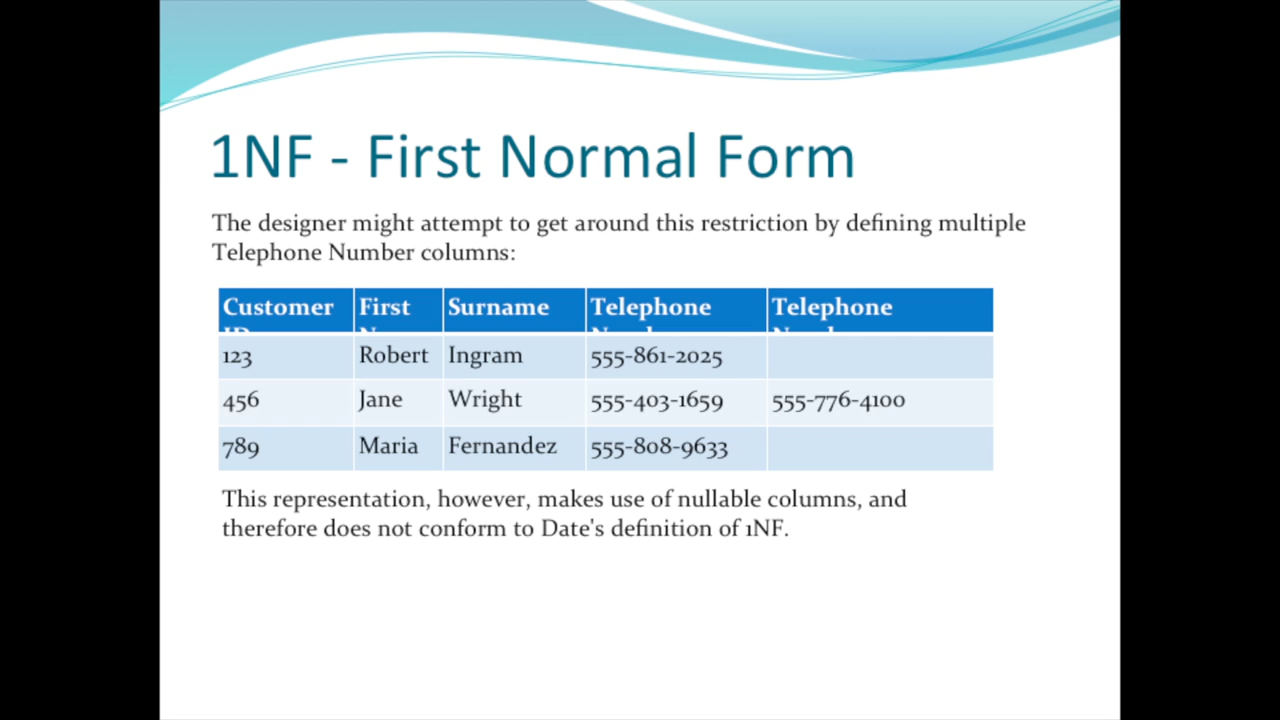 1NF - First Normal Form
The designer might attempt to get around this restriction by defining multiple
Telephone Number columns:
Customer First Surname Telephone Telephone
123 Robert Ingram 555-861-2025
456 Jane Wright 555-403-1659 555-776-4100
789 Maria Fernandez 555-808-9633
This representation, however, makes use of nullable columns, and
therefore does not conform to Date's definition of 1NF.